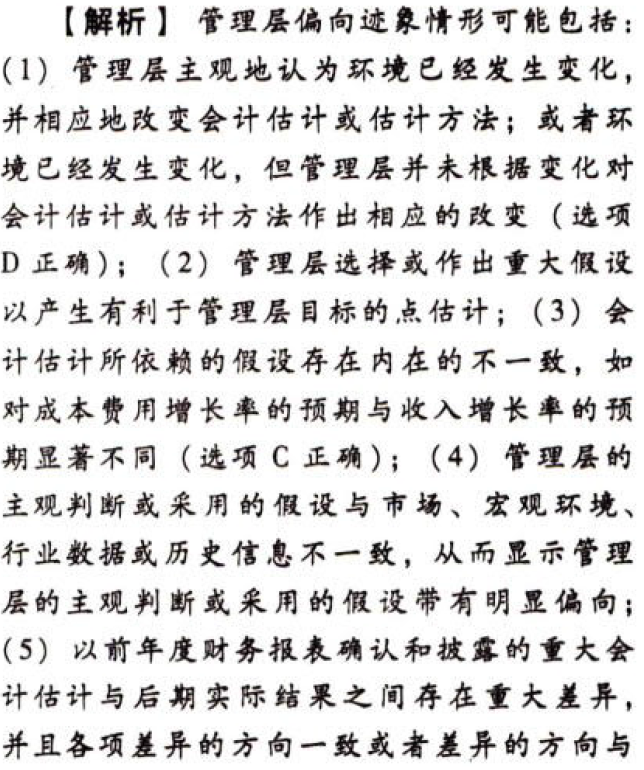 【解析】 管理层偏向迹象情形可能包括：
(1) 管理层主观地认为环境已经发生变化，
并相应地改变会计估计或估计方法；或者环
境已经发生变化，但管理层并未根据变化对
会计估计或估计方法作出相应的改变（选项
D 正确）；（2） 管理层选择或作出重大假设
以产生有利于管理层目标的点估计；（3） 会
计估计所依赖的假设存在内在的不一致，如
对成本费用增长率的预期与收入增长率的预
期显著不同（选项 C 正确）；（4） 管理层的
主观判断或采用的假设与市场、宏观环境、
行业数据或历史信息不一致，从而显示管理
层的主观判断或采用的假设带有明显偏向；
(5) 以前年度财务报表确认和披露的重大会
计估计与后期实际结果之间存在重大差异，
并且各项差异的方向一致或者差异的方向与